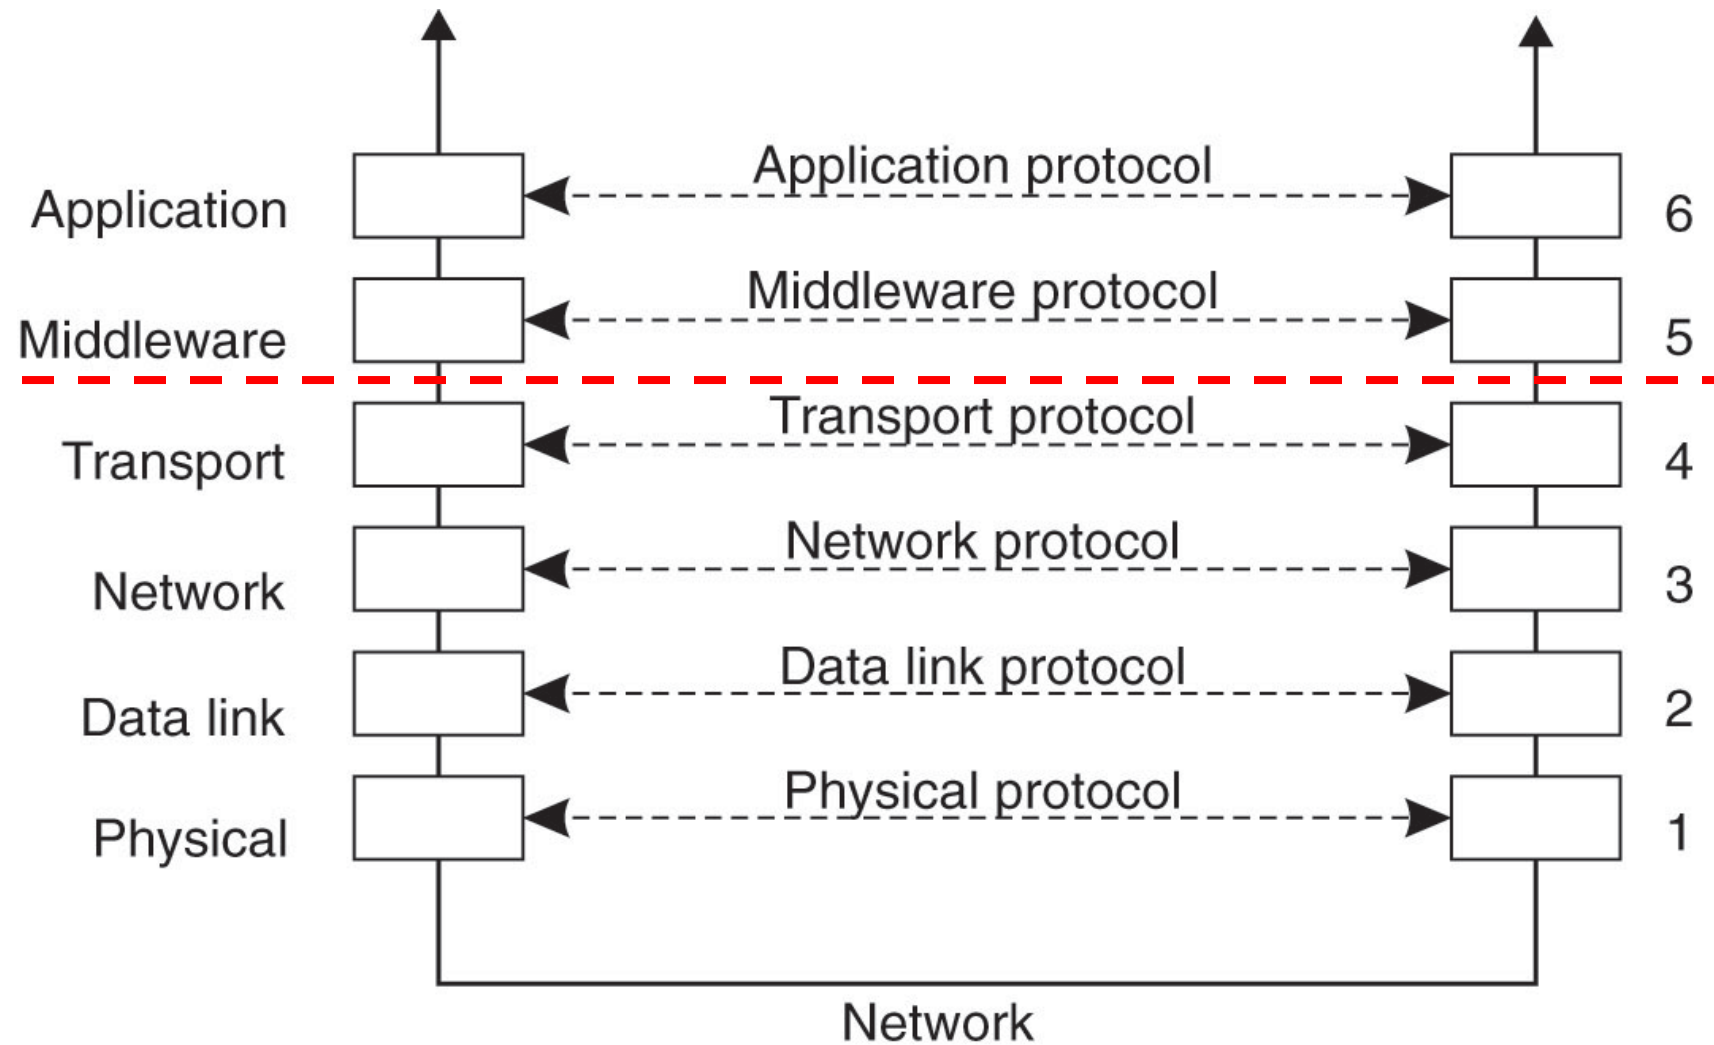 Application protocol
Application
6
Middleware protocol
Middleware
5
Transport protocol
Transport
4
Network protocol
Network
3
Data link protocol
Data link
2
Physical protocol
Physical
1
Network